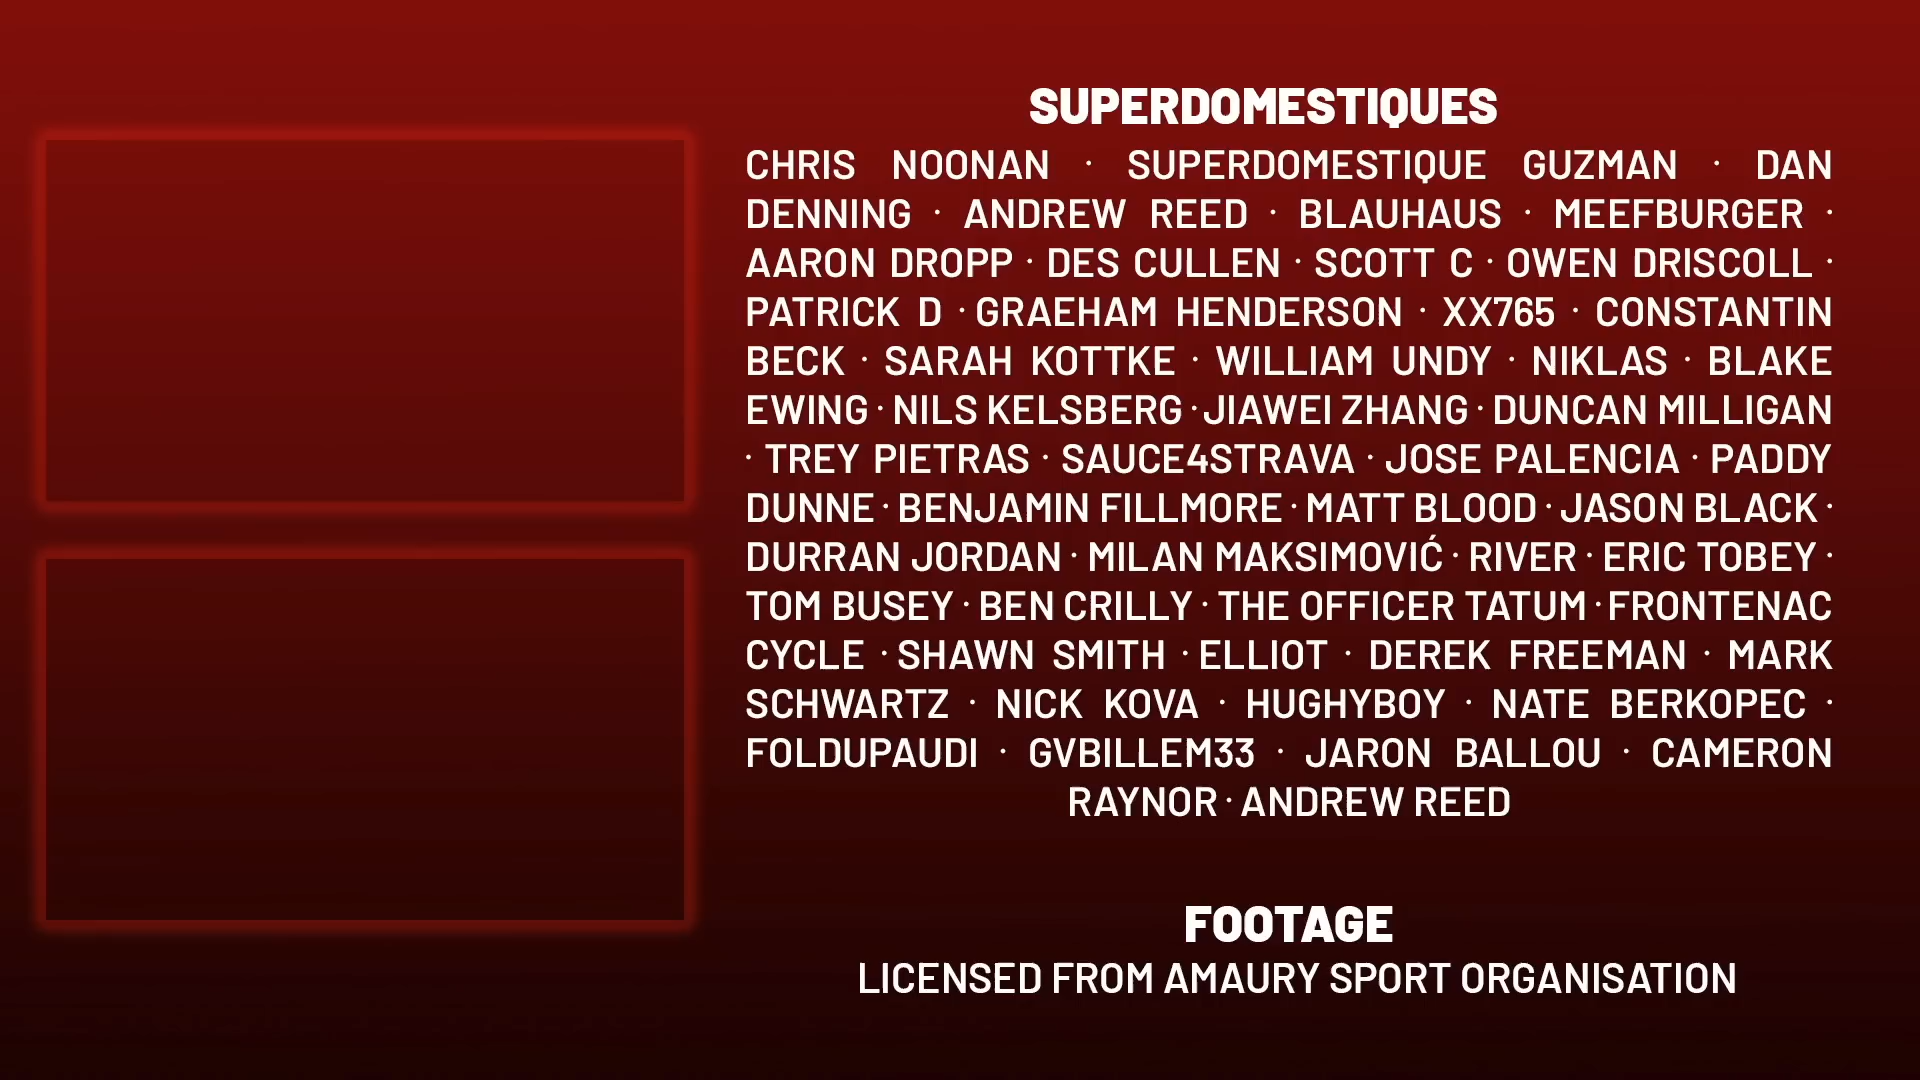 SUPERDOMESTIQUES
CHRIS NOONAN · SUPERDOMESTIQUE GUZMAN · DAN
DENNING · ANDREW REED · BLAUHAUS · MEEFBURGER ·
AARON DROPP · DES CULLEN · SCOTT C · OWEN DRISCOLL ·
PATRICK D · GRAEHAM HENDERSON · XX765 · CONSTANTIN
BECK · SARAH KOTTKE · WILLIAM UNDY · NIKLAS · BLAKE
EWING · NILS KELSBERG · JIAWEI ZHANG · DUNCAN MILLIGAN
· TREY PIETRAS · SAUCE4STRAVA · JOSE PALENCIA · PADDY
DUNNE · BENJAMIN FILLMORE · MATT BLOOD · JASON BLACK ·
DURRAN JORDAN · MILAN MAKSIMOVIĆ · RIVER · ERIC TOBEY ·
TOM BUSEY · BEN CRILLY · THE OFFICER TATUM · FRONTENAC
CYCLE · SHAWN SMITH · ELLIOT · DEREK FREEMAN · MARK
SCHWARTZ · NICK KOVA · HUGHYBOY · NATE BERKOPEC ·
FOLDUPAUDI · GVBILLEM33 · JARON BALLOU · CAMERON
RAYNOR · ANDREW REED
FOOTAGE
LICENSED FROM AMAURY SPORT ORGANISATION